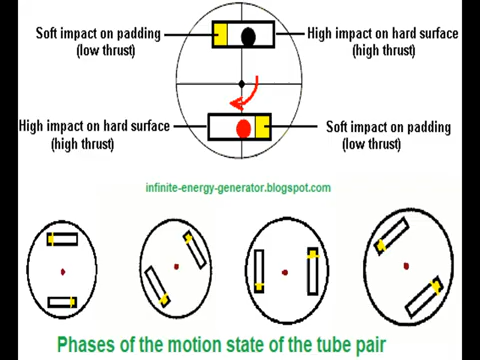 Soft impact on padding
(low thrust)
High impact on hard surface
(high thrust)
High impact on hard surface
(high thrust)
Soft impact on padding
(low thrust)
infinite-energy-generator.blogspot.com
Phases of the motion state of the tube pair